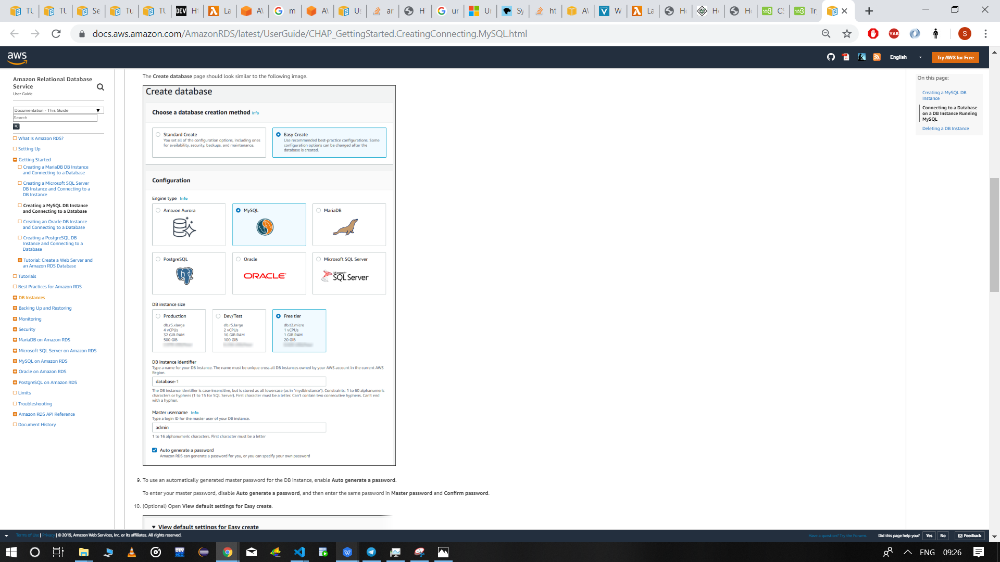 TU
TU
Se
Tu
TU
DEV
Hf
La
AV
m
AV
Us
ar
HT
ur
Ur
Sy
ht
AV
W
La
Ho
Ho
Ho
CS
Try
docs.aws.amazon.com/AmazonRDS/latest/UserGuide/CHAP_GettingStarted.CreatingConnecting.MySQL.html
YAB
S
aws
English
Try AWS for Free
Amazon Relational Database
Service
User Guide
Documentation - This Guide
Search
What Is Amazon RDS?
Setting Up
Getting Started
Creating a MariaDB DB Instance
and Connecting to a Database
Creating a Microsoft SQL Server
DB Instance and Connecting to a
DB Instance
Creating a MySQL DB Instance
and Connecting to a Database
Creating an Oracle DB Instance
and Connecting to a Database
Creating a PostgreSQL DB
Instance and Connecting to a
Database
Tutorial: Create a Web Server and
an Amazon RDS Database
Tutorials
Best Practices for Amazon RDS
DB Instances
Backing Up and Restoring
Monitoring
Security
MariaDB on Amazon RDS
Microsoft SQL Server on Amazon RDS
MySQL on Amazon RDS
Oracle on Amazon RDS
PostgreSQL on Amazon RDS
Limits
Troubleshooting
Amazon RDS API Reference
Document History
The Create database page should look similar to the following image.
Create database
Choose a database creation method Info
Standard Create
You set all of the configuration options, including ones
for availability, security, backups, and maintenance.
Easy Create
Use recommended best-practice configurations. Some
configuration options can be changed after the
database is created.
Configuration
Engine type Info
Amazon Aurora
MySQL
MariaDB
PostgreSQL
Oracle
ORACLE
Microsoft SQL Server
Microsoft
SQL Server
DB instance size
Production
db.r5.xlarge
4 vCPUs
32 GiB RAM
500 GiB
Dev/Test
db.r5.large
2 vCPUs
16 GiB RAM
100 GiB
Free tier
db.t2.micro
1 vCPUs
1 GiB RAM
20 GiB
DB instance identifier
Type a name for your DB instance. The name must be unique cross all DB instances owned by your AWS account in the current AWS
Region.
database-1
The DB instance identifier is case-insensitive, but is stored as all lowercase (as in "mydbinstance"). Constraints: 1 to 60 alphanumeric
characters or hyphens (1 to 15 for SQL Server). First character must be a letter. Can't contain two consecutive hyphens. Can't end
with a hyphen.
Master username Info
Type a login ID for the master user of your DB instance.
admin
1 to 16 alphanumeric characters. First character must be a letter
Auto generate a password
Amazon RDS can generate a password for you, or you can specify your own password
9. To use an automatically generated master password for the DB instance, enable Auto generate a password.
To enter your master password, disable Auto generate a password, and then enter the same password in Master password and Confirm password.
10. (Optional) Open View default settings for Easy create.
View default settings for Easy create
On this page:
Creating a MySQL DB
Instance
Connecting to a Database
on a DB Instance Running
MySQL
Deleting a DB Instance
Terms of Use | Privacy | © 2019, Amazon Web Services, Inc. or its affiliates. All rights reserved.
Have a question? Try the Forums.
Did this page help you?
Yes
No
Feedback
DEV
ENG
09:26